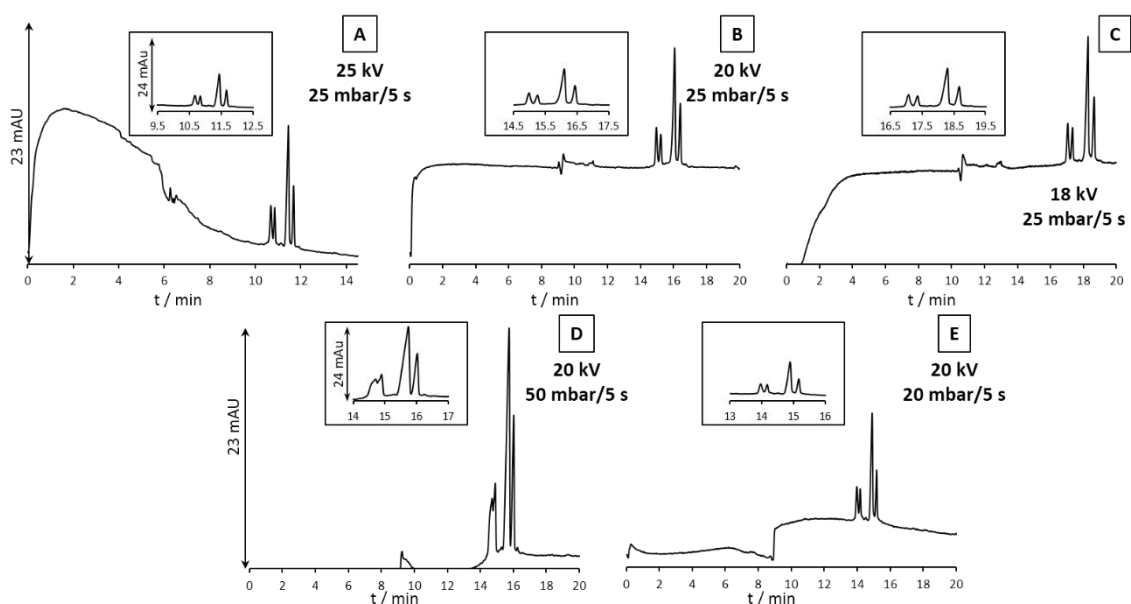 A
25 kV
25 mbar/5 s
23 mAU
24 mAu
9.5 10.5 11.5 12.5
0 2 4 6 8 10 12 14
t / min
B
20 kV
25 mbar/5 s
14.5 15.5 16.5 17.5
0 2 4 6 8 10 12 14 16 18 20
t / min
C
18 kV
25 mbar/5 s
16.5 17.5 18.5 19.5
0 2 4 6 8 10 12 14 16 18 20
t / min
D
20 kV
50 mbar/5 s
23 mAU
24 mAu
14 15 16 17
0 2 4 6 8 10 12 14 16 18 20
t / min
E
20 kV
20 mbar/5 s
13 14 15 16
0 2 4 6 8 10 12 14 16 18 20
t / min